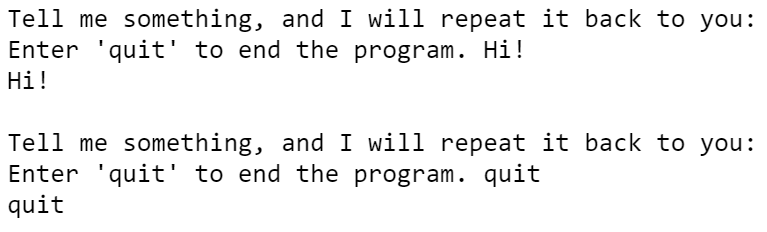 Tell me something, and I will repeat it back to you:
Enter 'quit' to end the program. Hi!
Hi!
Tell me something, and I will repeat it back to you:
Enter 'quit' to end the program. quit
quit